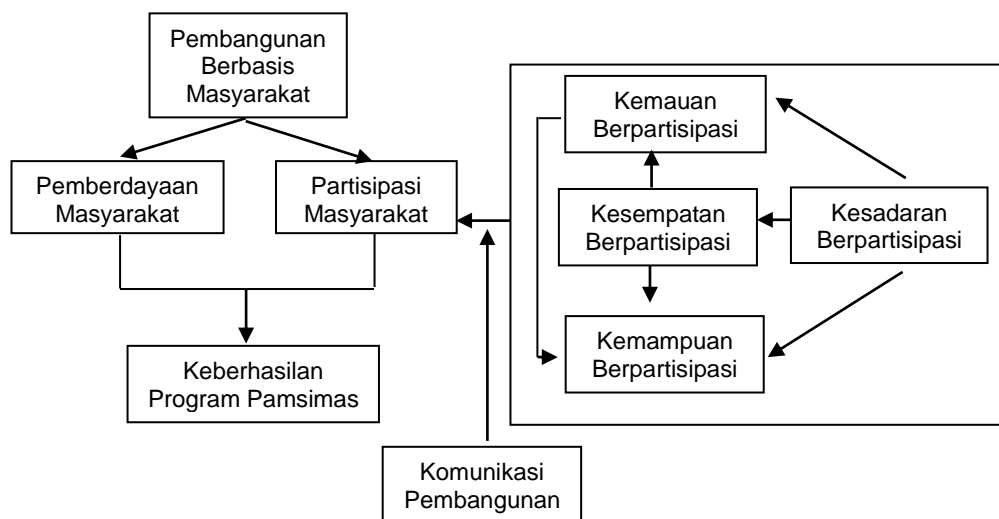 Pembangunan
Berbasis
Masyarakat
Pemberdayaan
Masyarakat
Partisipasi
Masyarakat
Keberhasilan
Program Pamsimas
Kemauan
Berpartisipasi
Kesempatan
Berpartisipasi
Kesadaran
Berpartisipasi
Kemampuan
Berpartisipasi
Komunikasi
Pembangunan